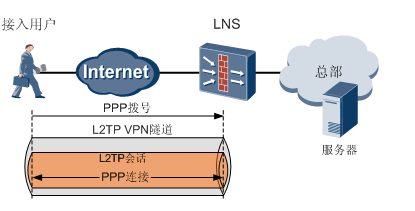 接入用户
LNS
Internet
总部
PPP拨号
L2TP VPN隧道
服务器
L2TP会话
PPP连接